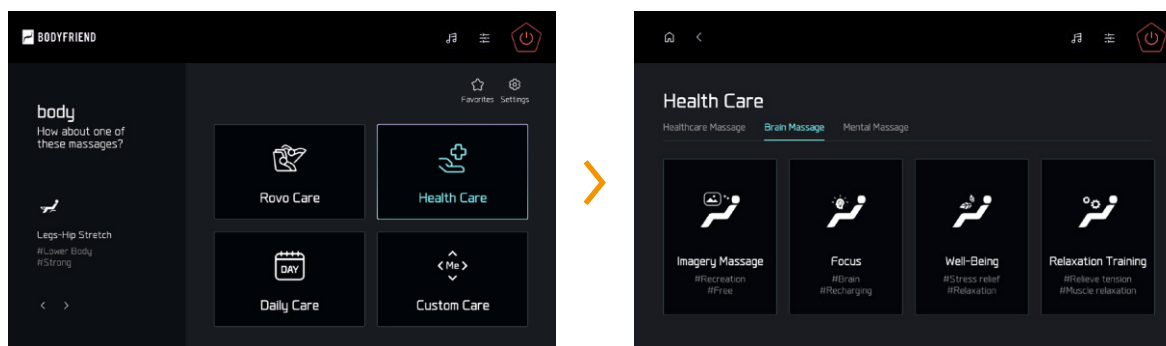 BODYFRIEND
Favorites Settings
body
How about one of
these massages?
Legs-Hip Stretch
#Lower Body
#Strong
Rovo Care
Health Care
DAY
Daily Care
< Me >
Custom Care
Health Care
Healthcare Massage Brain Massage Mental Massage
Imagery Massage
#Recreation
#Free
Focus
#Brain
#Recharging
Well-Being
#Stress relief
#Relaxation
Relaxation Training
#Relieve tension
#Muscle relaxation